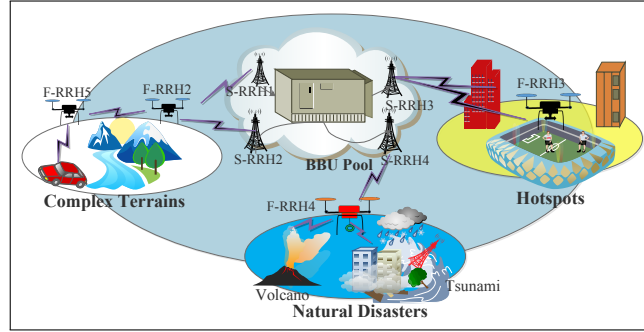 F-RRH5
F-RRH2
S-RRH1
S-RRH3
F-RRH3
S-RRH2
BBU Pool
S-RRH4
Complex Terrains
Hotspots
F-RRH4
Volcano
Tsunami
Natural Disasters